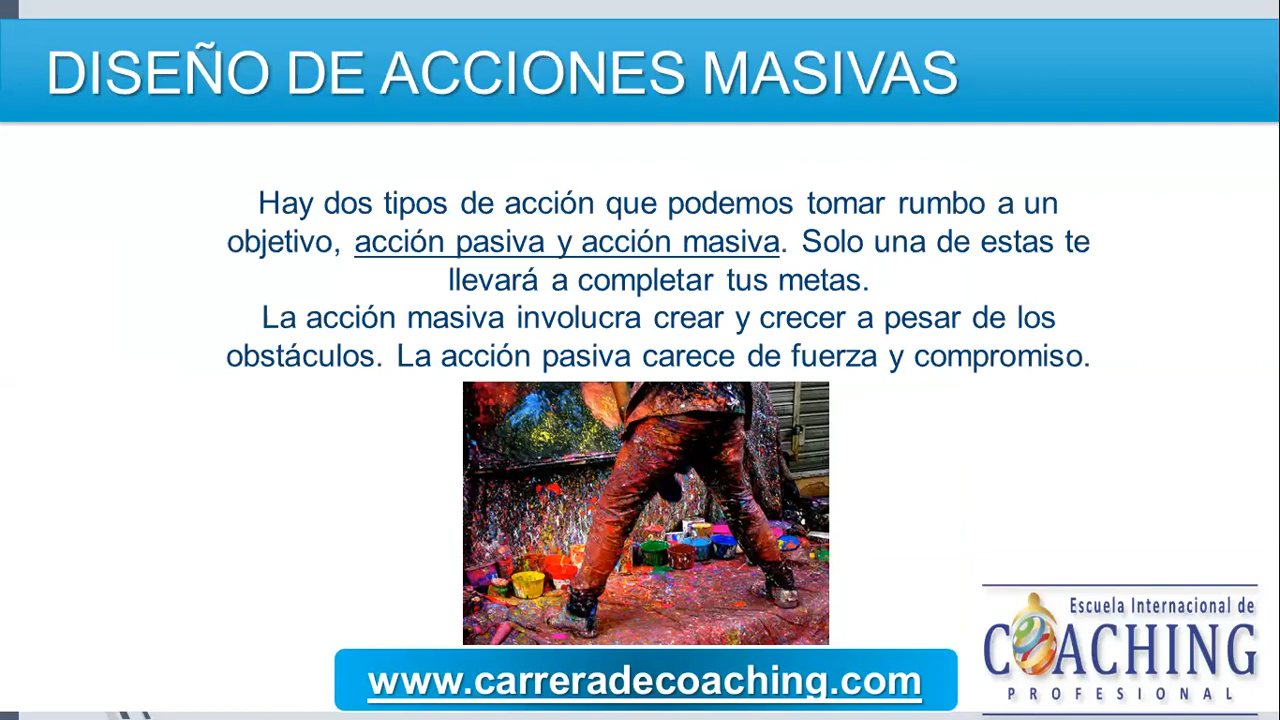 DISEÑO DE ACCIONES MASIVAS
Hay dos tipos de acción que podemos tomar rumbo a un
objetivo, acción pasiva y acción masiva. Solo una de estas te
llevará a completar tus metas.
La acción masiva involucra crear y crecer a pesar de los
obstáculos. La acción pasiva carece de fuerza y compromiso.
www.carreradecoaching.com
Escuela Internacional de
COACHING
PROFESIONAL